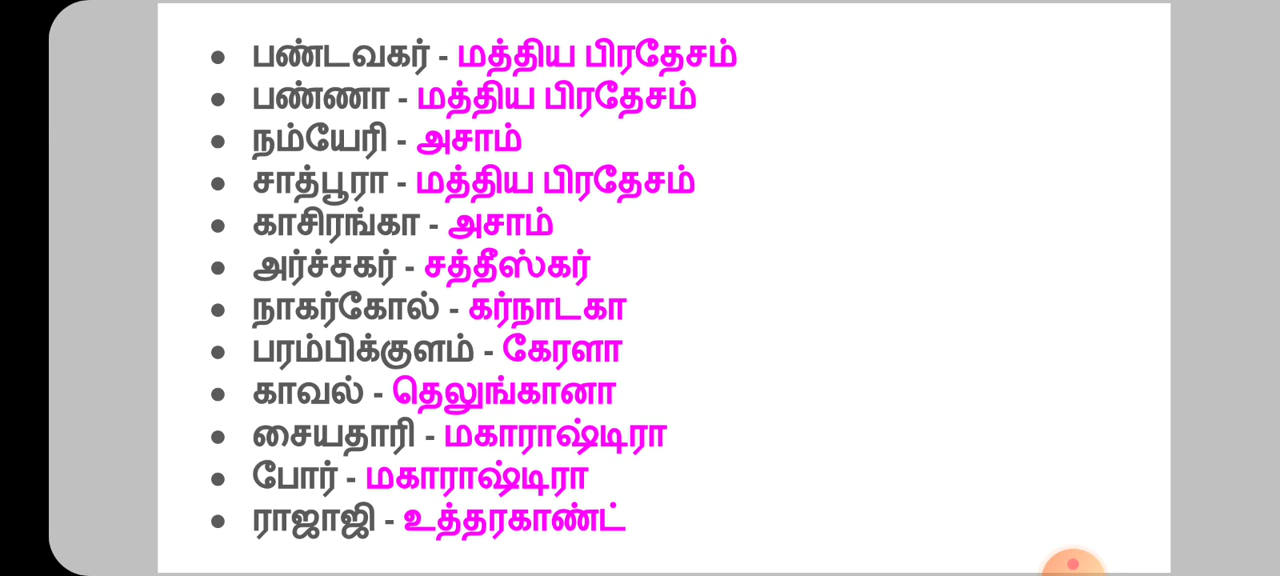 • பண்டவகர் - மத்திய பிரதேசம்
• பண்ணா - மத்திய பிரதேசம்
• நம்யேரி - அசாம்
• சாத்பூரா - மத்திய பிரதேசம்
• காசிரங்கா - அசாம்
• அர்ச்சகர் - சத்தீஸ்கர்
• நாகர்கோல் - கர்நாடகா
• பரம்பிக்குளம் - கேரளா
• காவல் - தெலுங்கானா
• சையதாரி - மகாராஷ்டிரா
• போர் - மகாராஷ்டிரா
• ராஜாஜி - உத்தரகாண்ட்